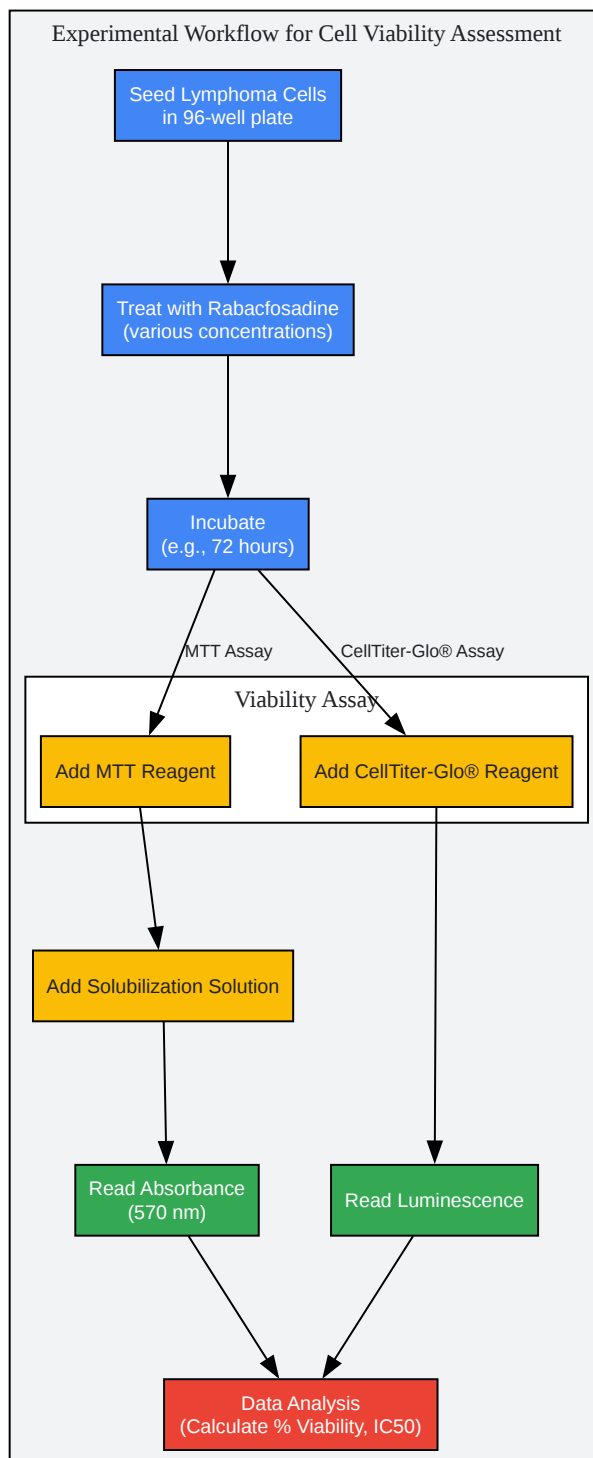 Experimental Workflow for Cell Viability Assessment
Seed Lymphoma Cells
in 96-well plate
Treat with Rabacfosadine
(various concentrations)
Incubate
(e.g., 72 hours)
MTT Assay
CellTiter-Glo® Assay
Viability Assay
Add MTT Reagent
Add CellTiter-Glo® Reagent
Add Solubilization Solution
Read Absorbance
(570 nm)
Read Luminescence
Data Analysis
(Calculate % Viability, IC50)